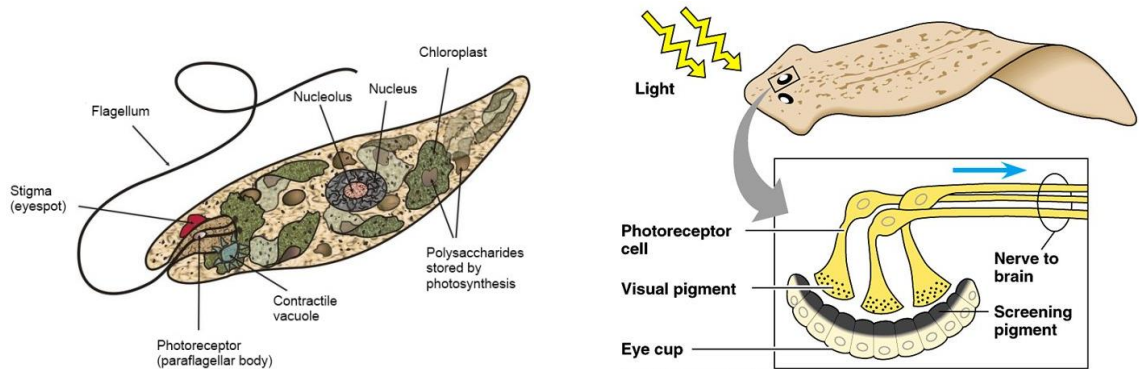 Chloroplast
Nucleolus
Nucleus
Flagellum
Stigma
(eyespot)
Polysaccharides
stored by
photosynthesis
Contractile
vacuole
Photoreceptor
(paraflagellar body)
Light
Photoreceptor
cell
Visual pigment
Eye cup
Nerve to
brain
Screening
pigment